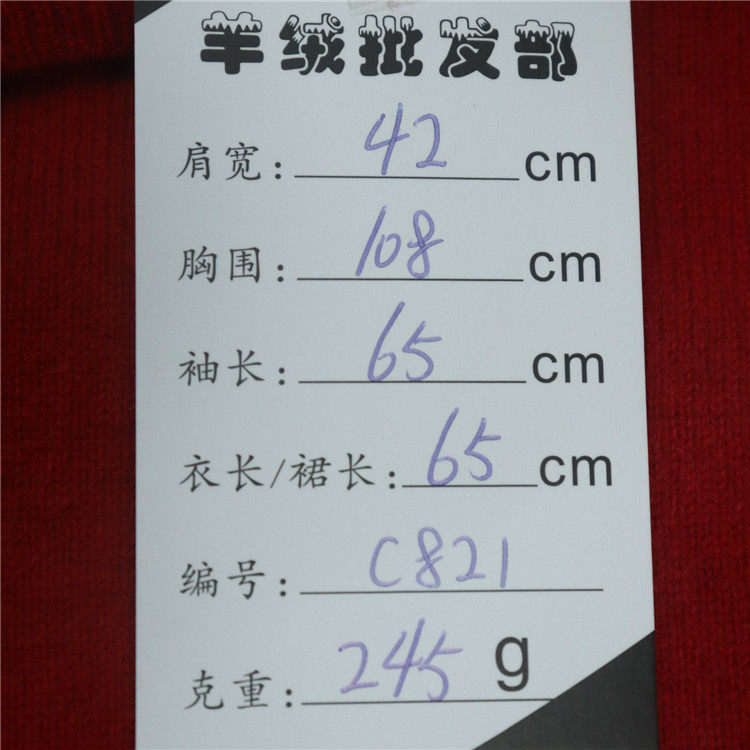 羊绒批发部
肩宽：42cm
胸围：108cm
袖长：65cm
衣长/裙长：65cm
编号：C821
克重：245g